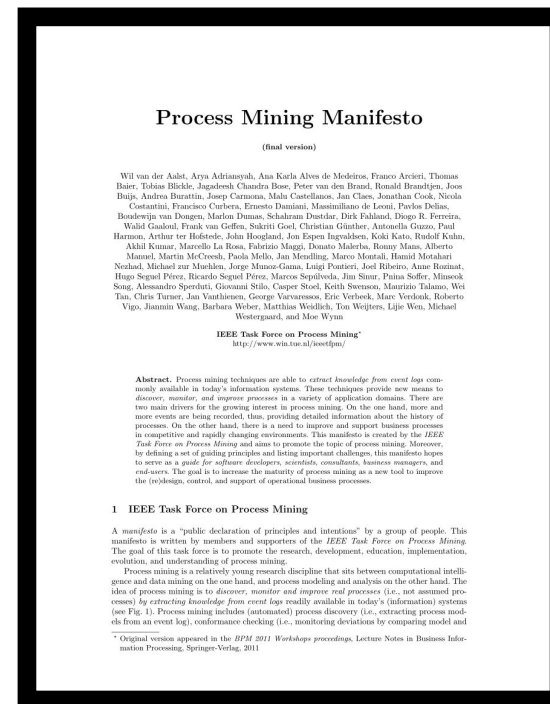 Process Mining Manifesto
(final version)
Wil van der Aalst, Arya Adriansyah, Ana Karla Alves de Medeiros, Franco Arcieri, Thomas
Baier, Tobias Blickle, Jagadeesh Chandra Bose, Peter van den Brand, Ronald Brandtjen, Joos
Buijs, Andrea Burattin, Josep Carmona, Malu Castellanos, Jan Claes, Jonathan Cook, Nicola
Costantini, Francisco Curbera, Ernesto Damiani, Massimiliano de Leoni, Pavlos Delias,
Boudewijn van Dongen, Marlon Dumas, Schahram Dustdar, Dirk Fahland, Diogo R. Ferreira,
Walid Gaaloul, Frank van Geffen, Sukriti Goel, Christian Günther, Antonella Guzzo, Paul
Harmon, Arthur ter Hofstede, John Hoogland, Jon Espen Ingvaldsen, Koki Kato, Rudolf Kuhn,
Akhil Kumar, Marcello La Rosa, Fabrizio Maggi, Donato Malerba, Ronny Mans, Alberto
Manuel, Martin McCreesh, Paola Mello, Jan Mendling, Marco Montali, Hamid Motahari
Nezhad, Michael zur Muehlen, Jorge Munoz-Gama, Luigi Pontieri, Joel Ribeiro, Anne Rozinat,
Hugo Seguel Pérez, Ricardo Seguel Pérez, Marcos Sepúlveda, Jim Sinur, Pnina Soffer, Minseok
Song, Alessandro Sperduti, Giovanni Stilo, Casper Stoel, Keith Swenson, Maurizio Talamo, Wei
Tan, Chris Turner, Jan Vanthienen, George Varvaressos, Eric Verbeek, Marc Verdonk, Roberto
Vigo, Jianmin Wang, Barbara Weber, Matthias Weidlich, Ton Weijters, Lijie Wen, Michael
Westergaard, and Moe Wynn
IEEE Task Force on Process Mining*
http://www.win.tue.nl/ieeetfpm/
Abstract. Process mining techniques are able to extract knowledge from event logs com-
monly available in today's information systems. These techniques provide new means to
discover, monitor, and improve processes in a variety of application domains. There are
two main drivers for the growing interest in process mining. On the one hand, more and
more events are being recorded, thus, providing detailed information about the history of
processes. On the other hand, there is a need to improve and support business processes
in competitive and rapidly changing environments. This manifesto is created by the IEEE
Task Force on Process Mining and aims to promote the topic of process mining. Moreover,
by defining a set of guiding principles and listing important challenges, this manifesto hopes
to serve as a guide for software developers, scientists, consultants, business managers, and
end-users. The goal is to increase the maturity of process mining as a new tool to improve
the (re)design, control, and support of operational business processes.
1 IEEE Task Force on Process Mining
A manifesto is a "public declaration of principles and intentions" by a group of people. This
manifesto is written by members and supporters of the IEEE Task Force on Process Mining.
The goal of this task force is to promote the research, development, education, implementation,
evolution, and understanding of process mining.
Process mining is a relatively young research discipline that sits between computational intelli-
gence and data mining on the one hand, and process modeling and analysis on the other hand. The
idea of process mining is to discover, monitor and improve real processes (i.e., not assumed pro-
cesses) by extracting knowledge from event logs readily available in today's (information) systems
(see Fig. 1). Process mining includes (automated) process discovery (i.e., extracting process mod-
els from an event log), conformance checking (i.e., monitoring deviations by comparing model and
* Original version appeared in the BPM 2011 Workshops proceedings, Lecture Notes in Business Infor-
mation Processing, Springer-Verlag, 2011